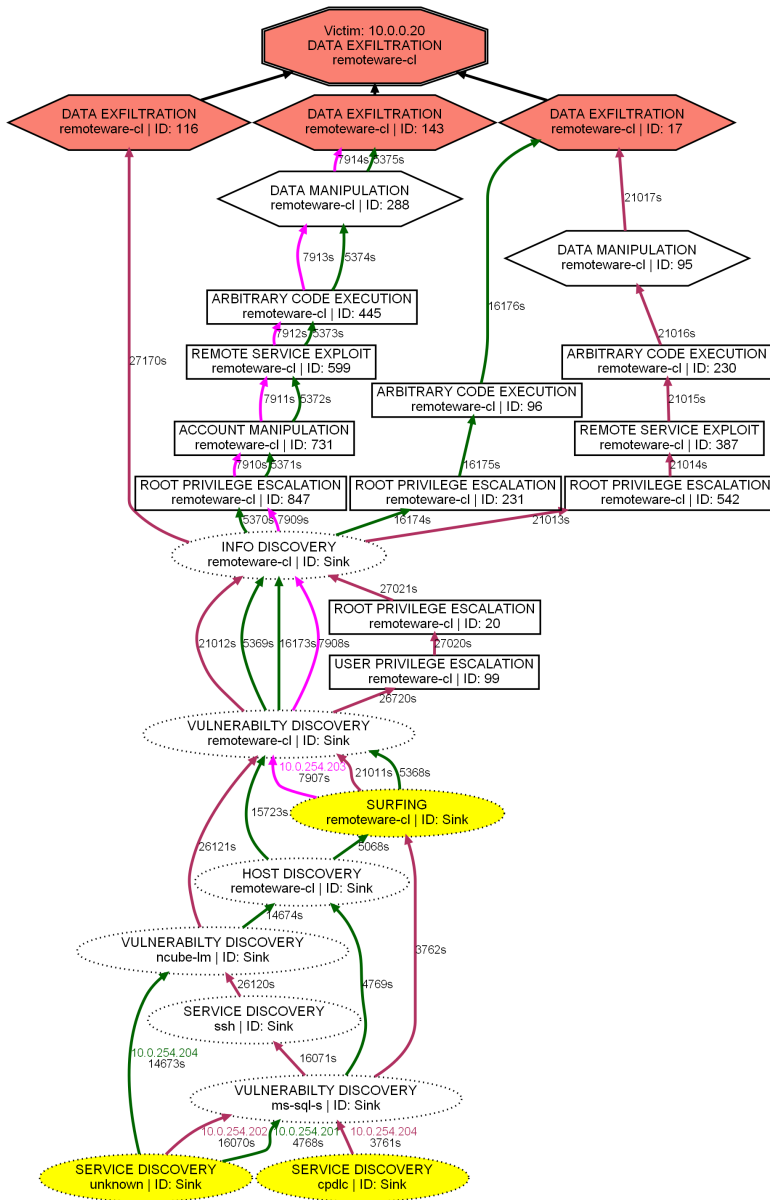 Victim: 10.0.0.20
DATA EXFILTRATION
remoteware-cl
DATA EXFILTRATION
remoteware-cl | ID: 116
DATA EXFILTRATION
remoteware-cl | ID: 143
DATA EXFILTRATION
remoteware-cl | ID: 17
7914s
5375s
DATA MANIPULATION
remoteware-cl | ID: 288
21017s
7913s
5374s
DATA MANIPULATION
remoteware-cl | ID: 95
ARBITRARY CODE EXECUTION
remoteware-cl | ID: 445
16176s
7912s
5373s
21016s
27170s
REMOTE SERVICE EXPLOIT
remoteware-cl | ID: 599
ARBITRARY CODE EXECUTION
remoteware-cl | ID: 230
7911s
5372s
ARBITRARY CODE EXECUTION
remoteware-cl | ID: 96
21015s
ACCOUNT MANIPULATION
remoteware-cl | ID: 731
REMOTE SERVICE EXPLOIT
remoteware-cl | ID: 387
7910s
5371s
16175s
21014s
ROOT PRIVILEGE ESCALATION
remoteware-cl | ID: 847
ROOT PRIVILEGE ESCALATION
remoteware-cl | ID: 231
ROOT PRIVILEGE ESCALATION
remoteware-cl | ID: 542
5370s
7909s
16174s
21013s
INFO DISCOVERY
remoteware-cl | ID: Sink
27021s
ROOT PRIVILEGE ESCALATION
remoteware-cl | ID: 20
21012s
5369s
16173s
7908s
27020s
USER PRIVILEGE ESCALATION
remoteware-cl | ID: 99
26720s
VULNERABILTY DISCOVERY
remoteware-cl | ID: Sink
10.0.254.203
7907s
21011s
5368s
SURFING
remoteware-cl | ID: Sink
15723s
26121s
5068s
HOST DISCOVERY
remoteware-cl | ID: Sink
14674s
VULNERABILTY DISCOVERY
ncube-lm | ID: Sink
3762s
26120s
4769s
SERVICE DISCOVERY
ssh | ID: Sink
10.0.254.204
14673s
16071s
VULNERABILTY DISCOVERY
ms-sql-s | ID: Sink
10.0.254.202
16070s
10.0.254.201
4768s
10.0.254.204
3761s
SERVICE DISCOVERY
unknown | ID: Sink
SERVICE DISCOVERY
cpdlc | ID: Sink